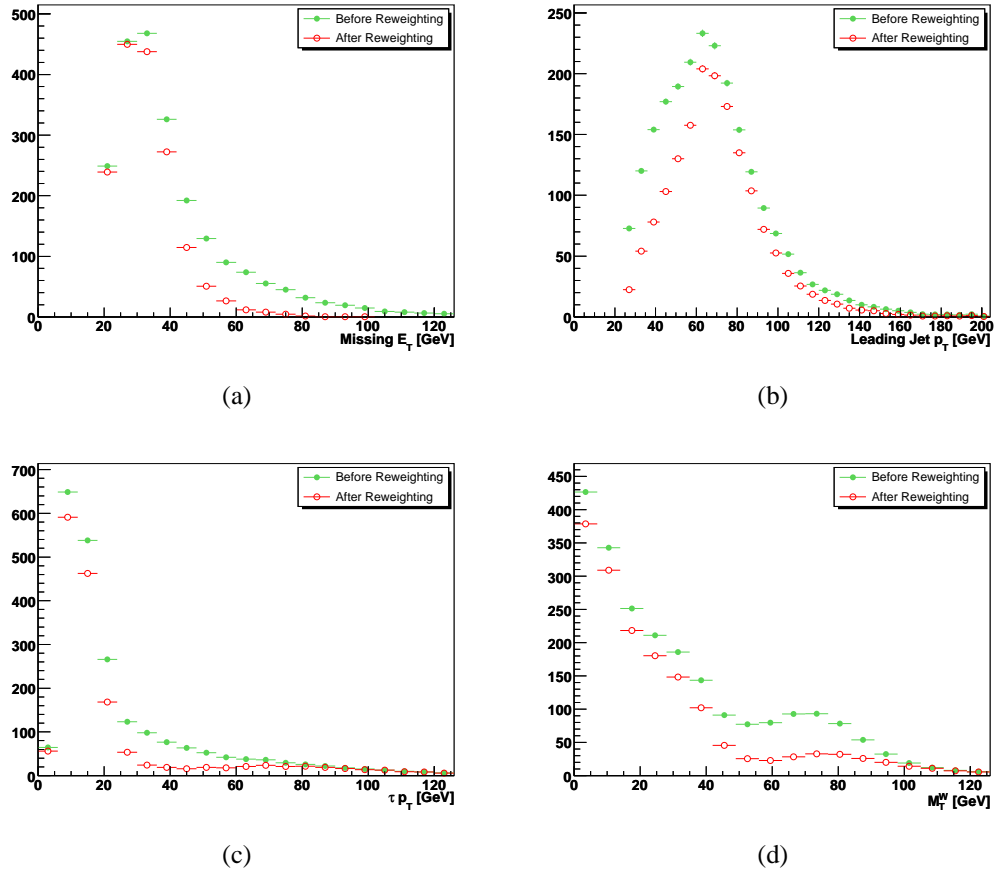 500
400
300
200
100
0
0 20 40 60 80 100 120
Missing E_T [GeV]
Before Reweighting
After Reweighting
(a)
250
200
150
100
50
0
0 20 40 60 80 100 120 140 160 180 200
Leading Jet p_T [GeV]
Before Reweighting
After Reweighting
(b)
700
600
500
400
300
200
100
0
0 20 40 60 80 100 120
τ p_T [GeV]
Before Reweighting
After Reweighting
(c)
450
400
350
300
250
200
150
100
50
0
0 20 40 60 80 100 120
M_T^W [GeV]
Before Reweighting
After Reweighting
(d)